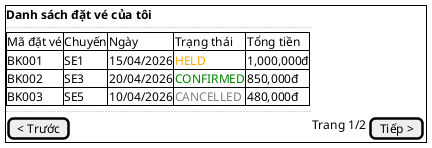 Danh sách đặt vé của tôi
Mã đặt vé Chuyến Ngày Trạng thái Tổng tiền
BK001 SE1 15/04/2026 HELD 1,000,000đ
BK002 SE3 20/04/2026 CONFIRMED 850,000đ
BK003 SE5 10/04/2026 CANCELLED 480,000đ
< Trước Trang 1/2 Tiếp >